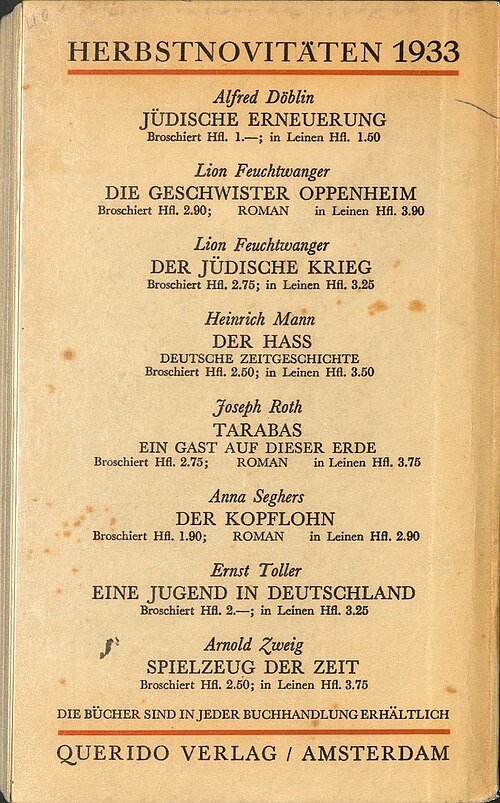 HERBSTNOVITÄTEN 1933
Alfred Döblin
JÜDISCHE ERNEUERUNG
Broschiert Hfl. 1.—; in Leinen Hfl. 1.50
Lion Feuchtwanger
DIE GESCHWISTER OPPENHEIM
Broschiert Hfl. 2.90; ROMAN in Leinen Hfl. 3.90
Lion Feuchtwanger
DER JÜDISCHE KRIEG
Broschiert Hfl. 2.75; in Leinen Hfl. 3.25
Heinrich Mann
DER HASS
DEUTSCHE ZEITGESCHICHTE
Broschiert Hfl. 2.50; in Leinen Hfl. 3.50
Joseph Roth
TARABAS
EIN GAST AUF DIESER ERDE
Broschiert Hfl. 2.75; ROMAN in Leinen Hfl. 3.75
Anna Seghers
DER KOPFLOHN
Broschiert Hfl. 1.90; ROMAN in Leinen Hfl. 2.90
Ernst Toller
EINE JUGEND IN DEUTSCHLAND
Broschiert Hfl. 2.—; in Leinen Hfl. 3.25
Arnold Zweig
SPIELZEUG DER ZEIT
Broschiert Hfl. 2.50; in Leinen Hfl. 3.75
DIE BÜCHER SIND IN JEDER BUCHHANDLUNG ERHÄLTLICH
QUERIDO VERLAG / AMSTERDAM